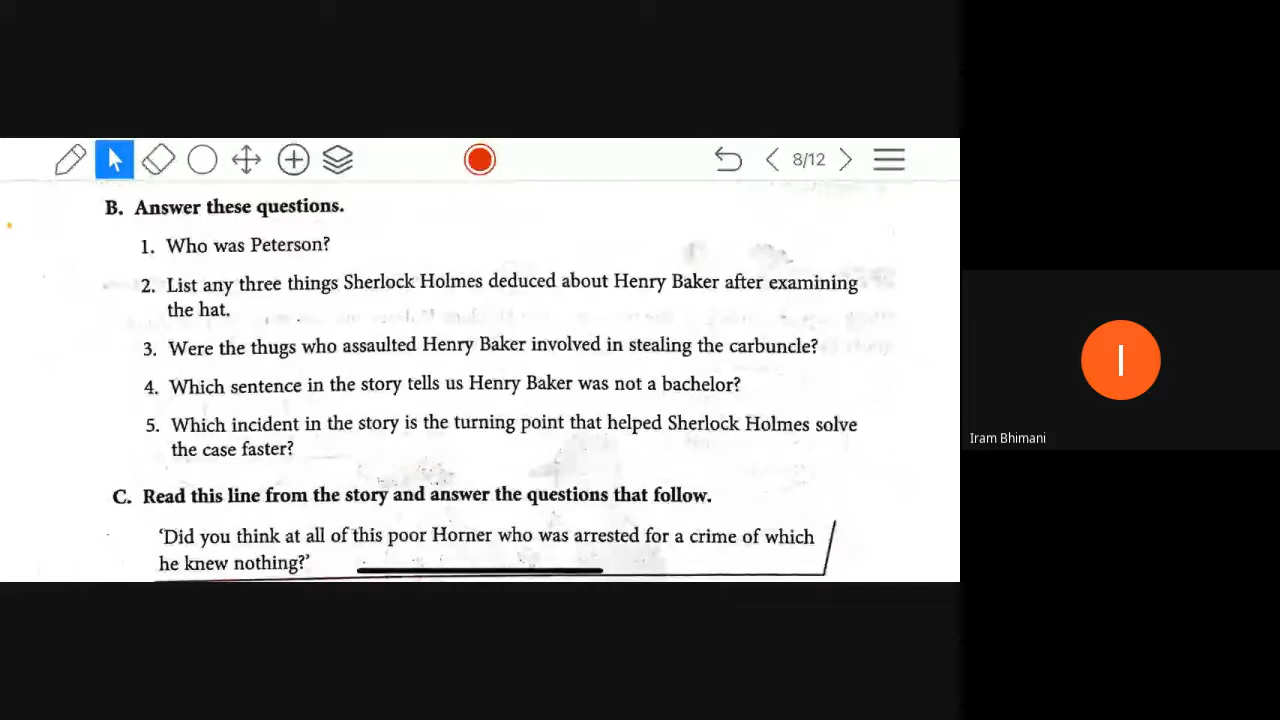 8/12
B. Answer these questions.
1. Who was Peterson?
2. List any three things Sherlock Holmes deduced about Henry Baker after examining
the hat.
3. Were the thugs who assaulted Henry Baker involved in stealing the carbuncle?
4. Which sentence in the story tells us Henry Baker was not a bachelor?
5. Which incident in the story is the turning point that helped Sherlock Holmes solve
the case faster?
C. Read this line from the story and answer the questions that follow.
‘Did you think at all of this poor Horner who was arrested for a crime of which
he knew nothing?’
I
Iram Bhimani